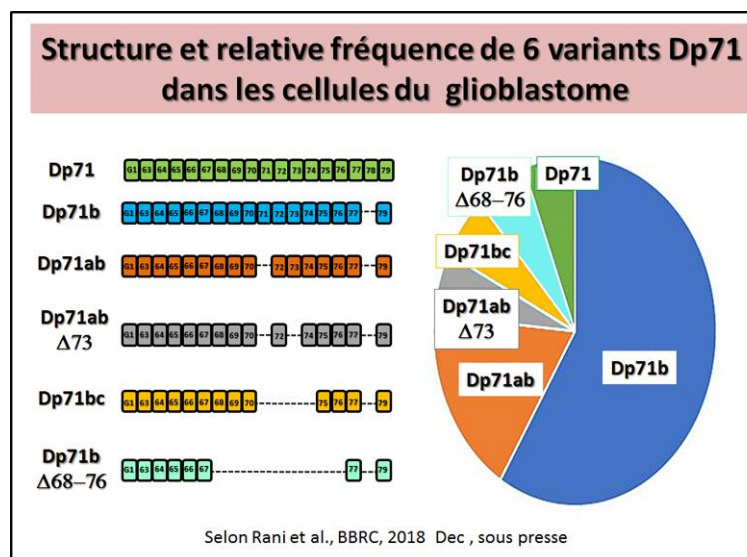 Structure et relative fréquence de 6 variants Dp71
dans les cellules du glioblastome
Dp71
G1 63 64 65 66 67 68 69 70 71 72 73 74 75 76 77 78 79
Dp71b
G1 63 64 65 66 67 68 69 70 71 72 73 74 75 76 77 79
Dp71ab
G1 63 64 65 66 67 68 69 70 72 73 74 75 76 77 79
Dp71ab
Δ73
G1 63 64 65 66 67 68 69 70 72 74 75 76 77 79
Dp71bc
G1 63 64 65 66 67 68 69 70 75 76 77 79
Dp71b
Δ68–76
G1 63 64 65 66 67 77 79
Dp71b
Δ68–76
Dp71
Dp71bc
Dp71ab
Δ73
Dp71ab
Dp71b
Selon Rani et al., BBRC, 2018 Dec , sous presse